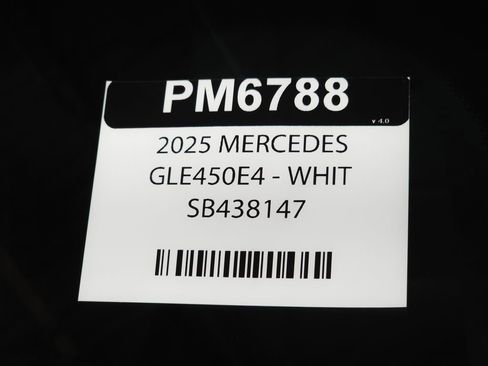 PM6788
v 4.0
2025 MERCEDES
GLE450E4 - WHIT
SB438147